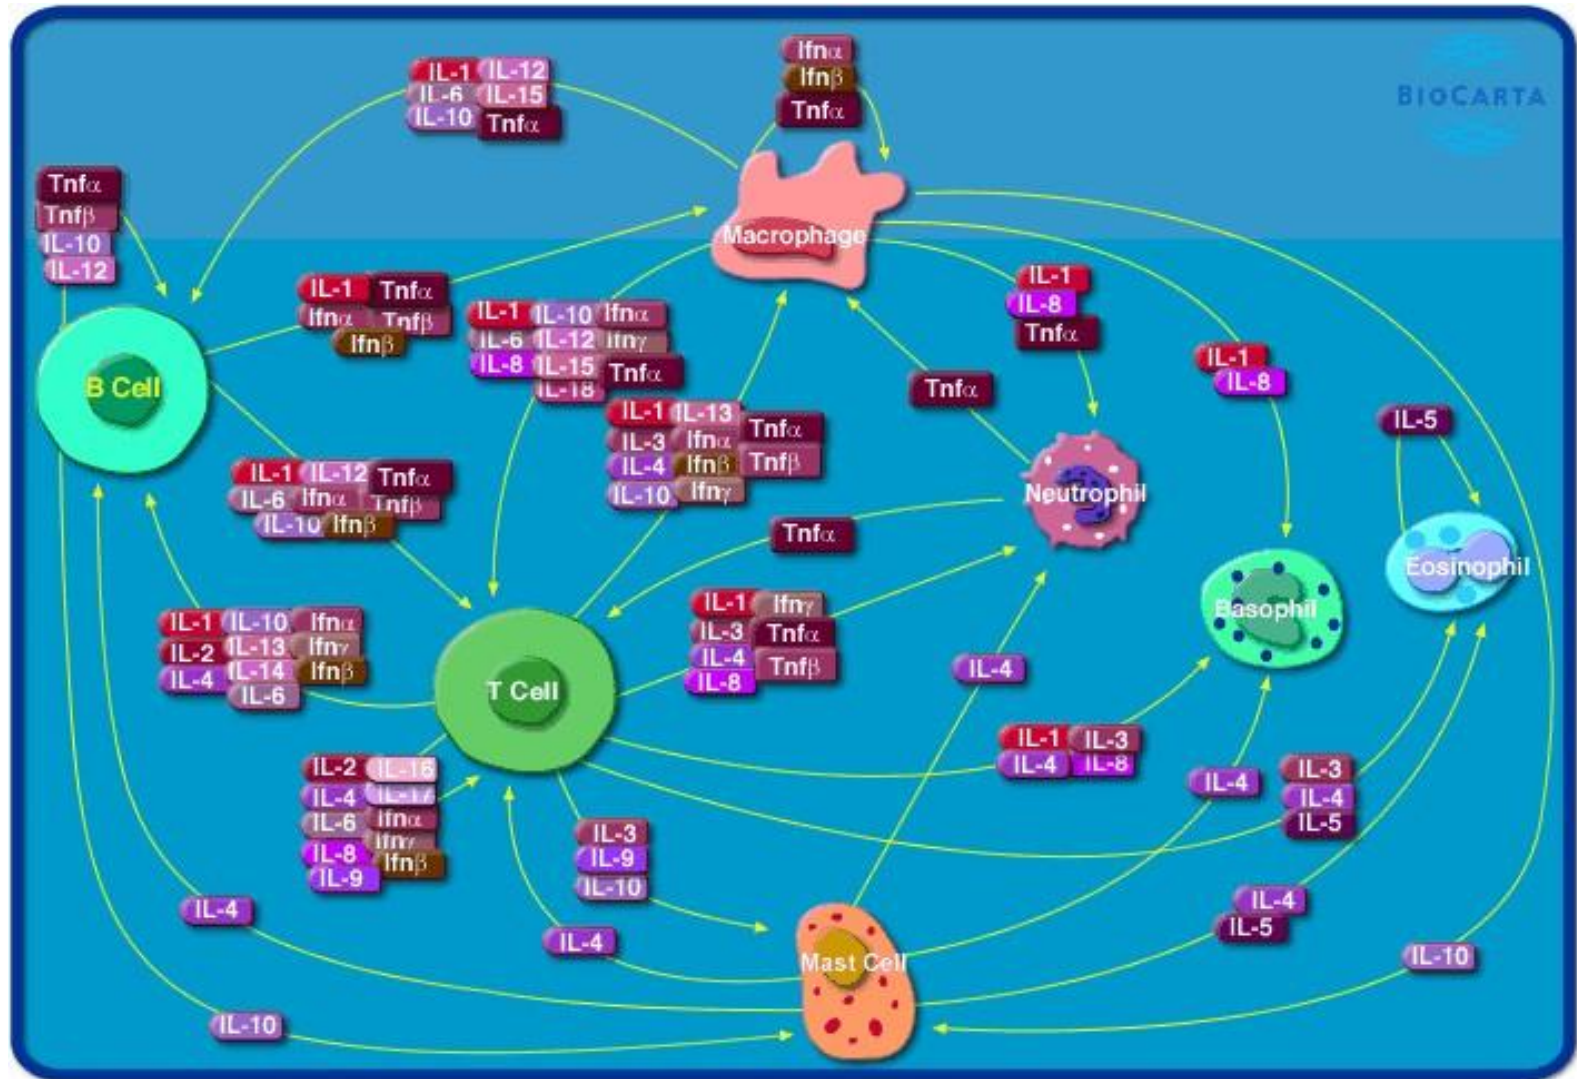 Ifnα
Ifnβ
Tnfα
BIOCARTA
IL-1 IL-12
IL-6 IL-15
IL-10 Tnfα
Tnfα
Tnfβ
IL-10
IL-12
Macrophage
IL-1 Tnfα
Ifnα Tnfβ
Ifnβ
IL-1 IL-10 Ifnα
IL-6 IL-12 Ifnγ
IL-8 IL-15 Tnfα
IL-18
IL-1
IL-8
Tnfα
IL-1
IL-8
B Cell
Tnfα
IL-1 IL-13 Tnfα
IL-3 Ifnα
IL-4 Ifnβ Tnfβ
IL-10 Ifnγ
IL-5
IL-1 IL-12 Tnfα
IL-6 Ifnα Tnfβ
IL-10 Ifnβ
Neutrophil
Tnfα
Eosinophil
Basophil
IL-1 IL-10 Ifnα
IL-2 IL-13 Ifnγ
IL-4 IL-14 Ifnβ
IL-6
IL-1 Ifnγ
IL-3 Tnfα
IL-4 Tnfβ
IL-8
IL-4
T Cell
IL-1 IL-3
IL-4 IL-8
IL-2 IL-16
IL-4 IL-17
IL-6 Ifnα
Ifnγ
IL-8 Ifnβ
IL-9
IL-4
IL-3
IL-4
IL-5
IL-3
IL-9
IL-10
IL-4
IL-4
IL-4
IL-5
Mast Cell
IL-10
IL-10